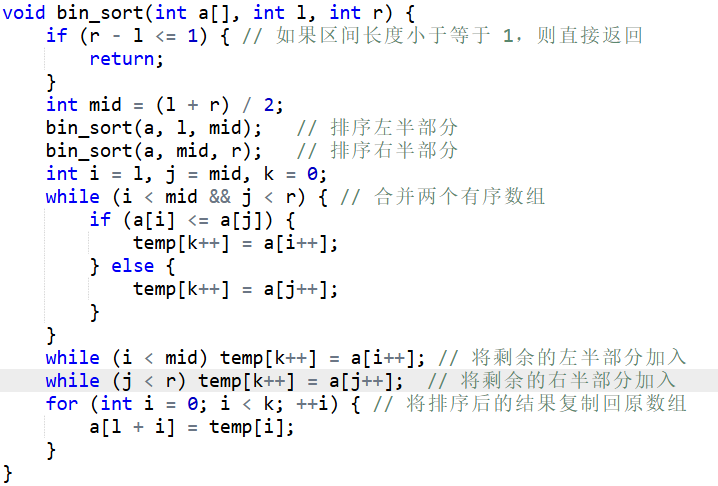 void bin_sort(int a[], int l, int r) {
    if (r - l <= 1) { // 如果区间长度小于等于 1，则直接返回
        return;
    }
    int mid = (l + r) / 2;
    bin_sort(a, l, mid);   // 排序左半部分
    bin_sort(a, mid, r);   // 排序右半部分
    int i = l, j = mid, k = 0;
    while (i < mid && j < r) { // 合并两个有序数组
        if (a[i] <= a[j]) {
            temp[k++] = a[i++];
        } else {
            temp[k++] = a[j++];
        }
    }
    while (i < mid) temp[k++] = a[i++]; // 将剩余的左半部分加入
    while (j < r) temp[k++] = a[j++];  // 将剩余的右半部分加入
    for (int i = 0; i < k; ++i) { // 将排序后的结果复制回原数组
        a[l + i] = temp[i];
    }
}